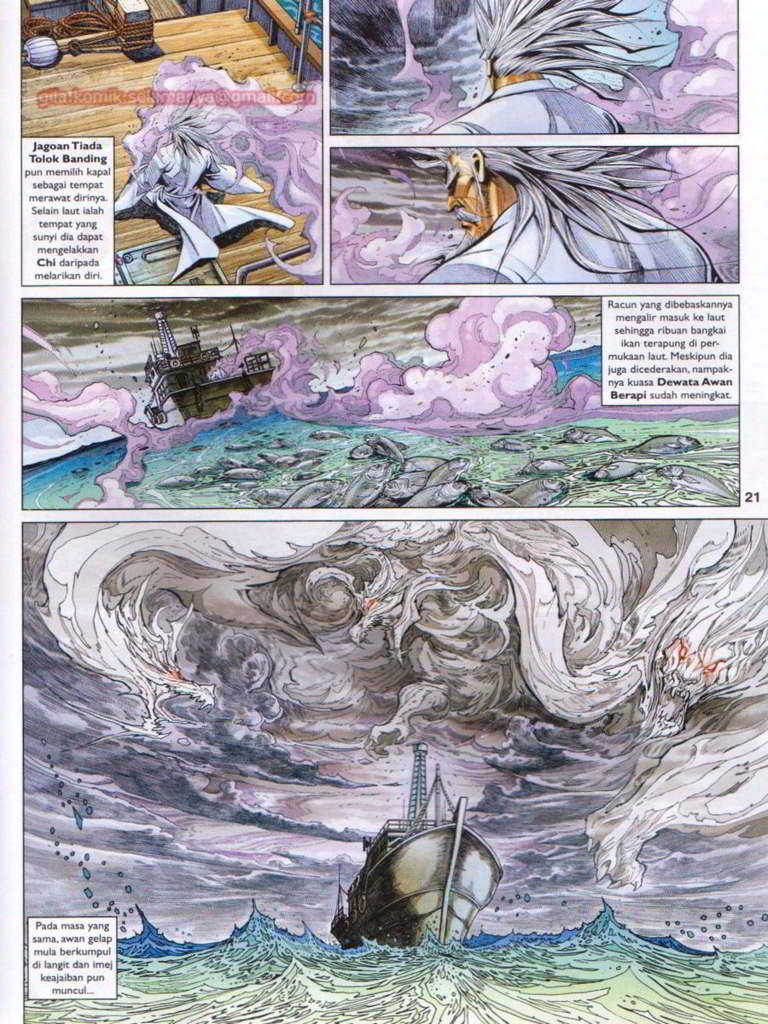 gila.komik.selamanya@gmail.com
Jagoan Tiada
Tolok Banding
pun memilih kapal
sebagai tempat
merawat dirinya.
Selain laut ialah
tempat yang
sunyi dia dapat
mengelakkan
Chi daripada
melarikan diri.
Racun yang dibebaskannya
mengalir masuk ke laut
sehingga ribuan bangkai
ikan terapung di per-
mukaan laut. Meskipun dia
juga dicederakan, nampak-
nya kuasa Dewata Awan
Berapi sudah meningkat.
21
Pada masa yang
sama, awan gelap
mula berkumpul
di langit dan imej
keajaiban pun
muncul...